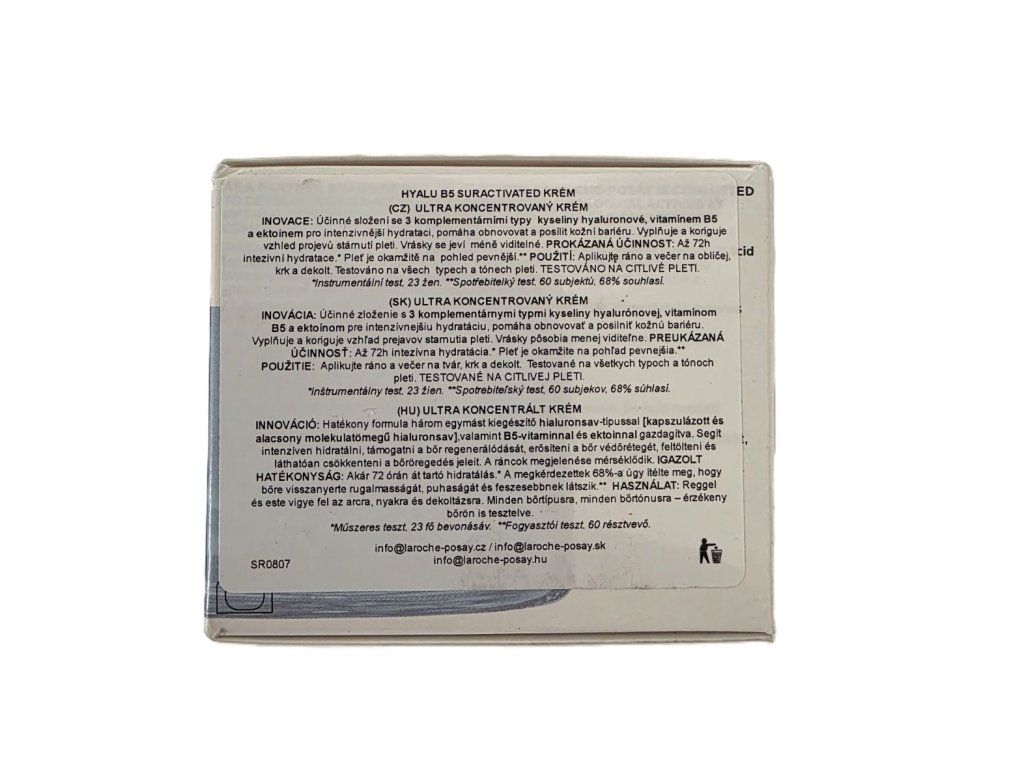 HYALU B5 SURACTIVATED KRÉM
(CZ) ULTRA KONCENTROVANÝ KRÉM
INOVACE: Účinné složení se 3 komplementárními typy kyseliny hyaluronové, vitamínem B5
a ektoinem pro intenzivnější hydrataci, pomáha obnovovat a posílit kožní bariéru. Vyplňuje a koriguje
vzhled projevů stárnutí pleti. Vrásky se jeví méně viditelné. PROKÁZANÁ ÚČINNOST: Až 72h
intezivní hydratace.* Pleť je okamžitě na pohled pevnější.** POUŽITÍ: Aplikujte ráno a večer na obličej,
krk a dekolt. Testováno na všech typech a tónech pleti. TESTOVÁNO NA CITLIVÉ PLETI.
*Instrumentální test, 23 žen. **Spotřebitelký test, 60 subjektů, 68% souhlasí.
(SK) ULTRA KONCENTROVANÝ KRÉM
INOVÁCIA: Účinné zloženie s 3 komplementárnymi typmi kyseliny hyalurónovej, vitamínom
B5 a ektoínom pre intenzívnejšiu hydratáciu, pomáha obnovovať a posilniť kožnú bariéru.
Vyplňuje a koriguje vzhľad prejavov starnutia pleti. Vrásky pôsobia menej viditeľne. PREUKÁZANÁ
ÚČINNOSŤ: Až 72h intezívna hydratácia.* Pleť je okamžite na pohľad pevnejšia.**
POUŽITIE: Aplikujte ráno a večer na tvár, krk a dekolt. Testované na všetkych typoch a tónoch
pleti. TESTOVANÉ NA CITLIVEJ PLETI.
*Inštrumentálny test, 23 žien. **Spotrebiteľský test, 60 subjekov, 68% súhlasí.
(HU) ULTRA KONCENTRÁLT KRÉM
INNOVÁCIÓ: Hatékony formula három egymást kiegészítő hialuronsav-típussal [kapszulázott és
alacsony molekulatömegű hialuronsav],valamint B5-vitaminnal és ektoinnal gazdagítva. Segít
intenzíven hidratálni, támogatni a bőr regenerálódását, erősíteni a bőr védőrétegét, feltölteni és
láthatóan csökkenteni a bőröregedés jeleit. A ráncok megjelenése mérséklődik. IGAZOLT
HATÉKONYSÁG: Akár 72 órán át tartó hidratálás.* A megkérdezettek 68%-a úgy ítélte meg, hogy
bőre visszanyerte rugalmasságát, puhaságát és feszesebbnek látszik.** HASZNÁLAT: Reggel
és este vigye fel az arcra, nyakra és dekoltázsra. Minden bőrtípusra, minden bőrtónusra – érzékeny
bőrön is tesztelve.
*Műszeres teszt, 23 fő bevonásáv. **Fogyasztói teszt, 60 résztvevő.
info@laroche-posay.cz / info@laroche-posay.sk
info@laroche-posay.hu
SR0807
ED
cid